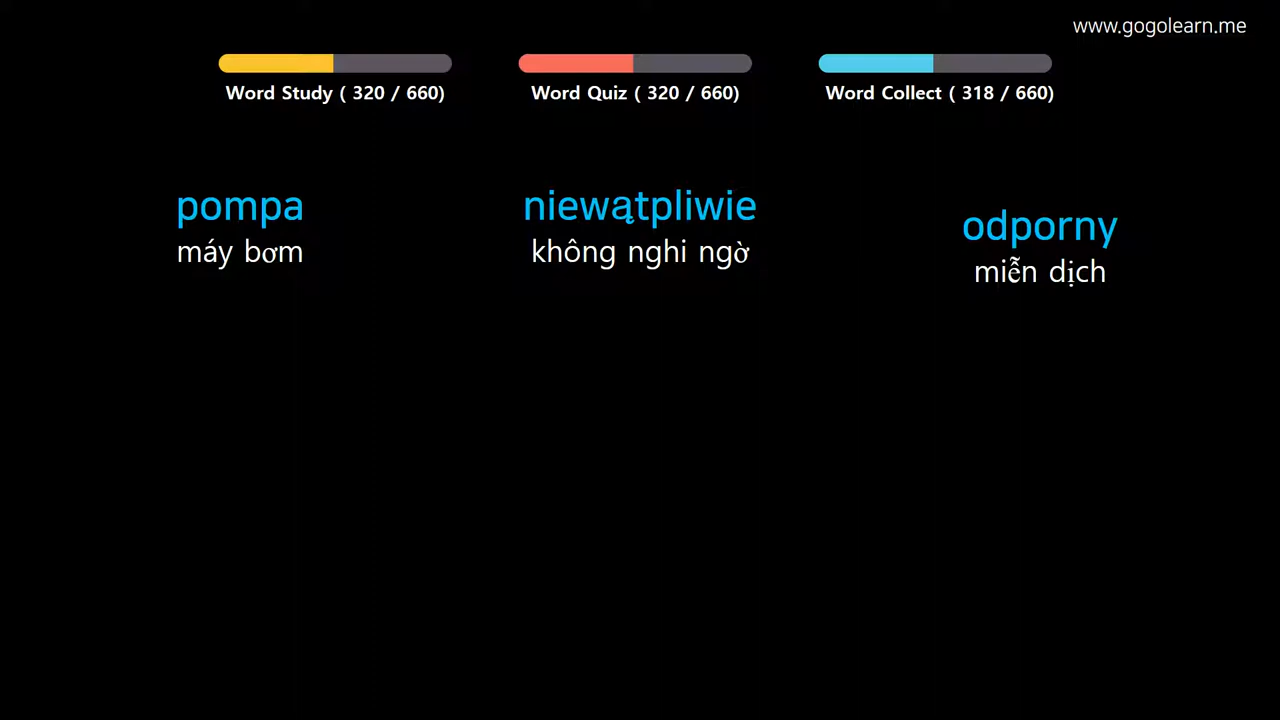 www.gogolearn.me
Word Study ( 320 / 660)
Word Quiz ( 320 / 660)
Word Collect ( 318 / 660)
pompa
máy bơm
niewątpliwie
không nghi ngờ
odporny
miễn dịch